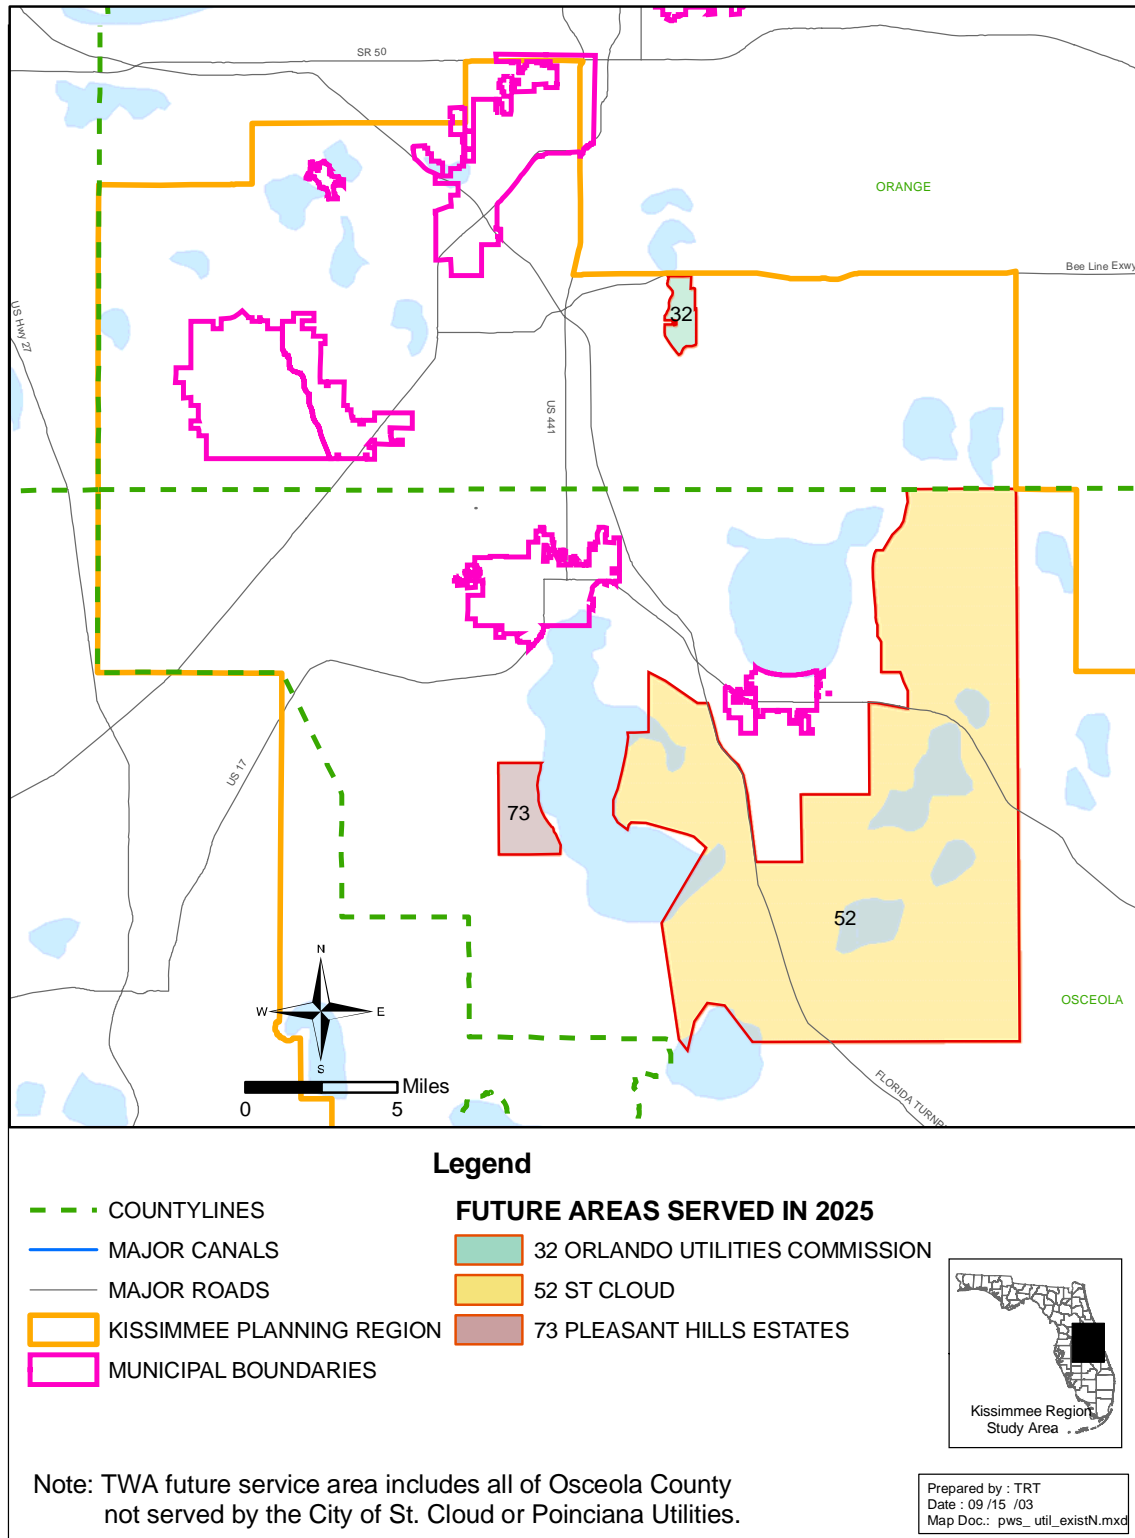 SR 50
ORANGE
Bee Line Exwy
US Hwy 27
32
US 441
US 17
73
52
OSCEOLA
N
W
E
S
Miles
0
5
FLORIDA TURNP
Legend
COUNTYLINES
MAJOR CANALS
MAJOR ROADS
KISSIMMEE PLANNING REGION
MUNICIPAL BOUNDARIES
FUTURE AREAS SERVED IN 2025
32 ORLANDO UTILITIES COMMISSION
52 ST CLOUD
73 PLEASANT HILLS ESTATES
Kissimmee Region
Study Area
Note: TWA future service area includes all of Osceola County
not served by the City of St. Cloud or Poinciana Utilities.
Prepared by : TRT
Date : 09 /15 /03
Map Doc.: pws_ util_existN.mxd